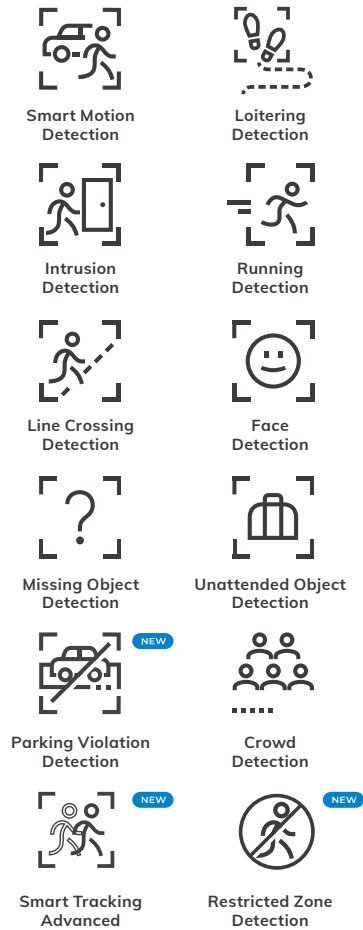 Smart Motion
Detection
Loitering
Detection
Intrusion
Detection
Running
Detection
Line Crossing
Detection
Face
Detection
Missing Object
Detection
Unattended Object
Detection
NEW
Parking Violation
Detection
Crowd
Detection
NEW
Smart Tracking
Advanced
NEW
Restricted Zone
Detection